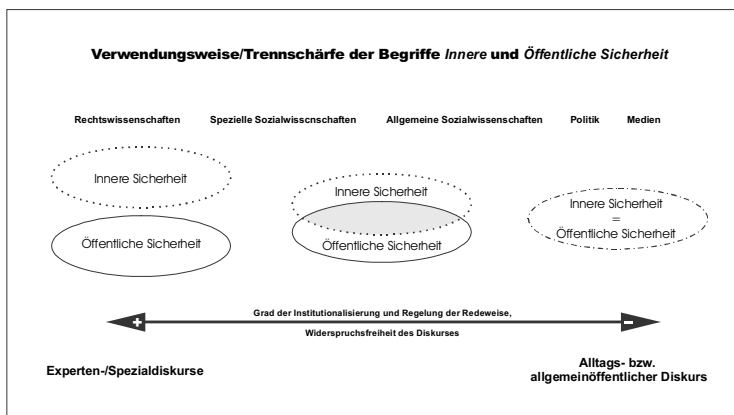 Verwendungsweise/Trennschärfe der Begriffe Innere und Öffentliche Sicherheit
Rechtswissenschaften Spezielle Sozialwisscnschaften Allgemeine Sozialwissenschaften Politik Medien
Innere Sicherheit
Öffentliche Sicherheit
Innere Sicherheit
Öffentliche Sicherheit
Innere Sicherheit
=
Öffentliche Sicherheit
+
Grad der Institutionalisierung und Regelung der Redeweise,
Widerspruchsfreiheit des Diskurses
-
Experten-/Spezialdiskurse
Alltags- bzw.
allgemeinöffentlicher Diskurs